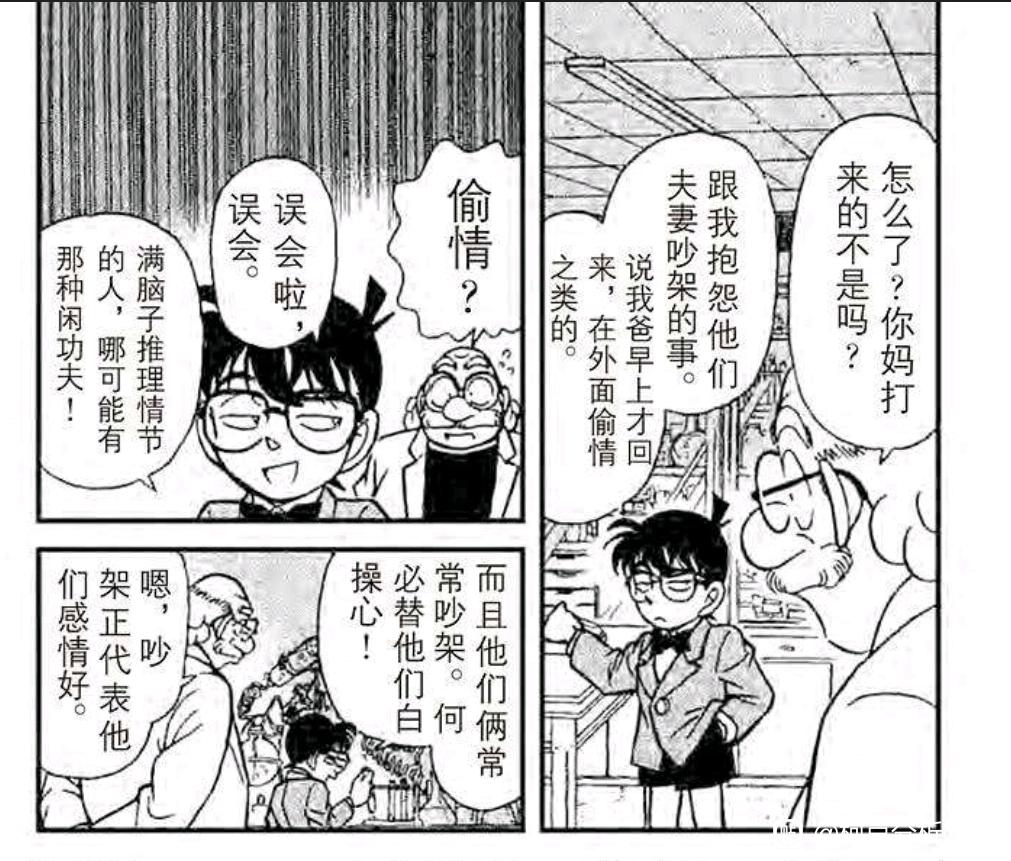 怎么了？你妈打
来的不是吗？
跟我抱怨他们
夫妻吵架的事。
说我爸早上才回
来，在外面偷情
之类的。
偷情？
误会啦，
误会。
满脑子推理情节
的人，哪可能有
那种闲功夫！
而且他们俩常
常吵架。何
必替他们白
操心！
嗯，吵
架正代表他
们感情好。